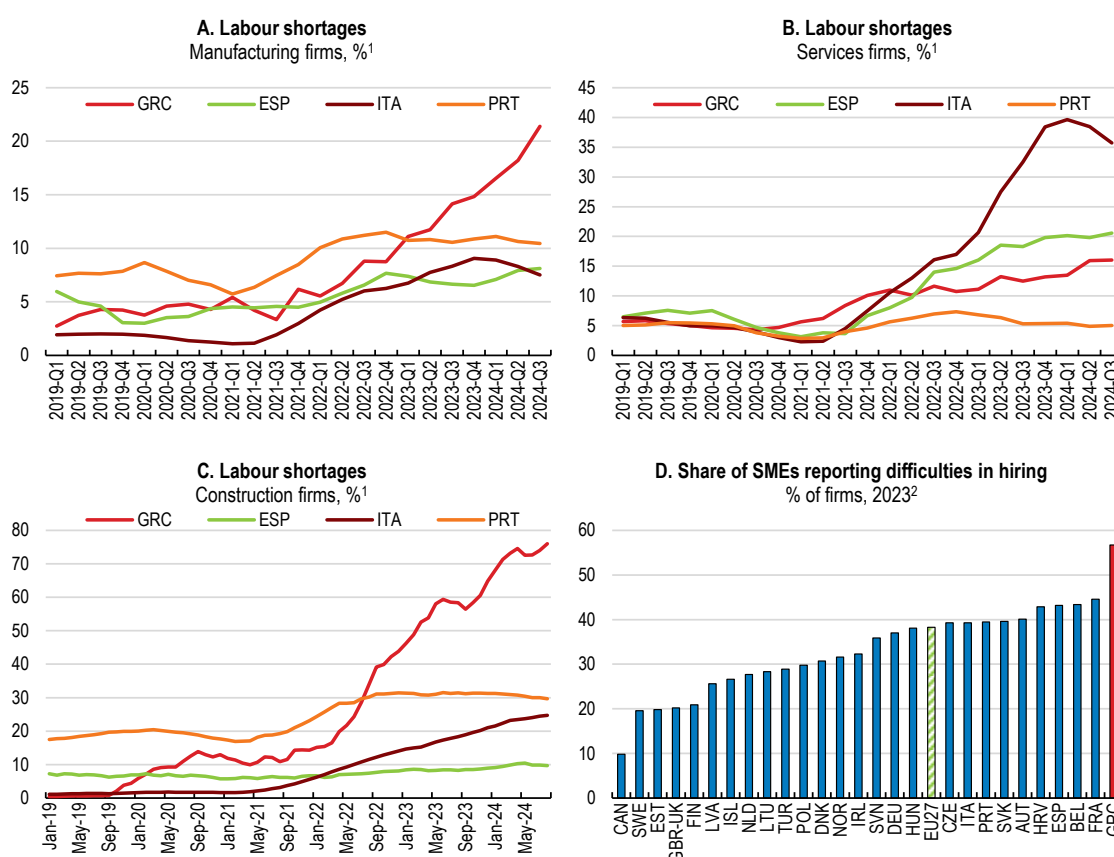 A. Labour shortages
Manufacturing firms, %1
25
20
15
10
5
0
GRC ESP ITA PRT
2019-Q1
2019-Q2
2019-Q3
2019-Q4
2020-Q1
2020-Q2
2020-Q3
2020-Q4
2021-Q1
2021-Q2
2021-Q3
2021-Q4
2022-Q1
2022-Q2
2022-Q3
2022-Q4
2023-Q1
2023-Q2
2023-Q3
2023-Q4
2024-Q1
2024-Q2
2024-Q3
B. Labour shortages
Services firms, %1
45
40
35
30
25
20
15
10
5
0
GRC ESP ITA PRT
2019-Q1
2019-Q2
2019-Q3
2019-Q4
2020-Q1
2020-Q2
2020-Q3
2020-Q4
2021-Q1
2021-Q2
2021-Q3
2021-Q4
2022-Q1
2022-Q2
2022-Q3
2022-Q4
2023-Q1
2023-Q2
2023-Q3
2023-Q4
2024-Q1
2024-Q2
2024-Q3
C. Labour shortages
Construction firms, %1
80
70
60
50
40
30
20
10
0
GRC ESP ITA PRT
Jan-19
May-19
Sep-19
Jan-20
May-20
Sep-20
Jan-21
May-21
Sep-21
Jan-22
May-22
Sep-22
Jan-23
May-23
Sep-23
Jan-24
May-24
D. Share of SMEs reporting difficulties in hiring
% of firms, 2023²
60
50
40
30
20
10
0
CAN
SWE
EST
GBR-UK
FIN
LVA
ISL
NLD
LTU
TUR
POL
DNK
NOR
IRL
SVN
DEU
HUN
EU27
CZE
ITA
PRT
SVK
AUT
HRV
ESP
BEL
FRA
GRC